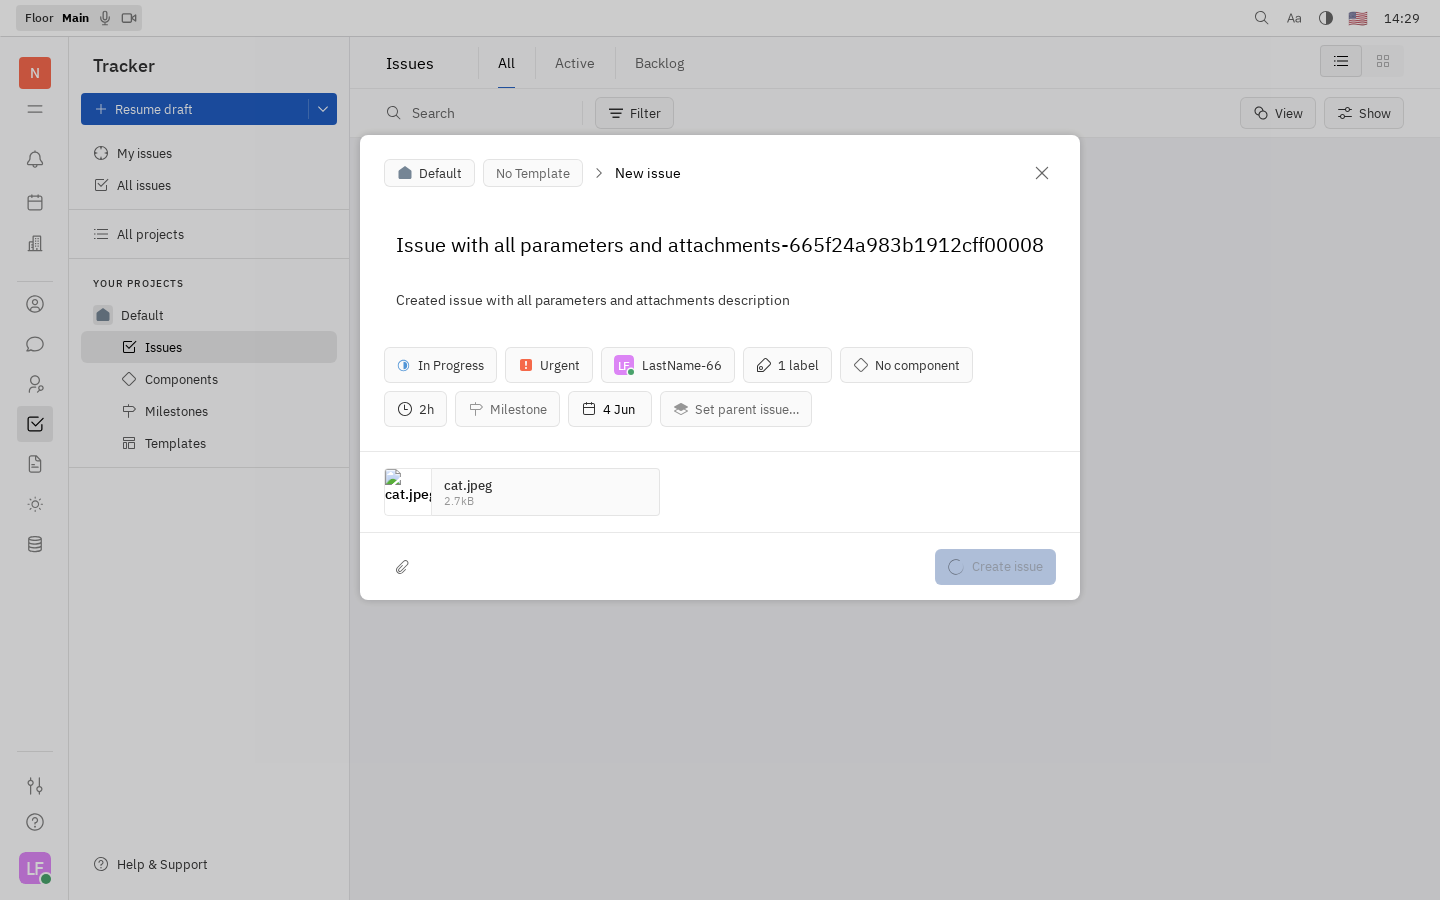 Floor Main
Aa
14:29
N
Tracker
Resume draft
My issues
All issues
All projects
YOUR PROJECTS
Default
Issues
Components
Milestones
Templates
LF
Help & Support
Issues
All
Active
Backlog
Search
Filter
View
Show
Default
No Template
New issue
Issue with all parameters and attachments-665f24a983b1912cff00008
Created issue with all parameters and attachments description
In Progress
Urgent
LF
LastName-66
1 label
No component
2h
Milestone
4 Jun
Set parent issue...
cat.jpeg
cat.jpeg
2.7kB
Create issue